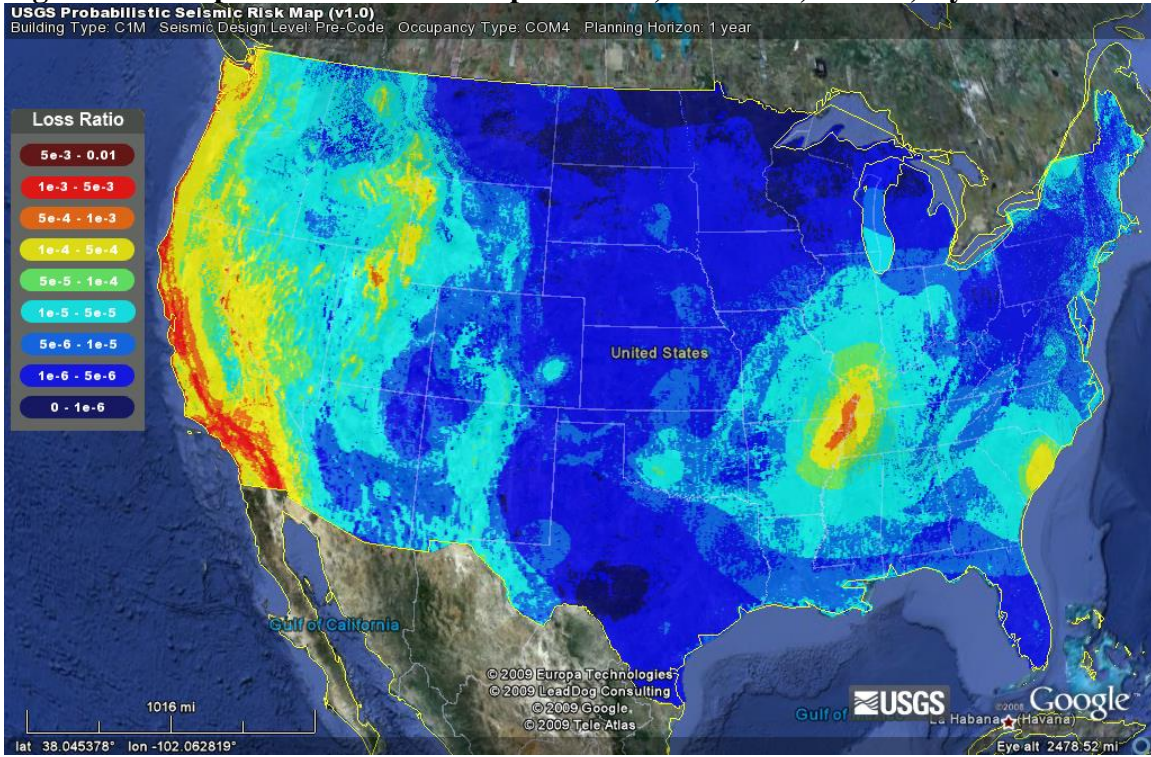 USGS Probabilistic Seismic Risk Map (v1.0)
Building Type: C1M Seismic Design Level: Pre-Code Occupancy Type: COM4 Planning Horizon: 1 year
Loss Ratio
5e-3 - 0.01
1e-3 - 5e-3
5e-4 - 1e-3
1e-4 - 5e-4
5e-5 - 1e-4
1e-5 - 5e-5
5e-6 - 1e-5
1e-6 - 5e-6
0 - 1e-6
United States
Gulf of California
© 2009 Europa Technologies
© 2009 LeadDog Consulting
© 2009 Google
© 2009 Tele Atlas
1016 mi
Gulf of
USGS
©2008 Google
La Habana (Havana)
lat 38.045378° lon -102.062819°
Eye alt 2478.52 mi